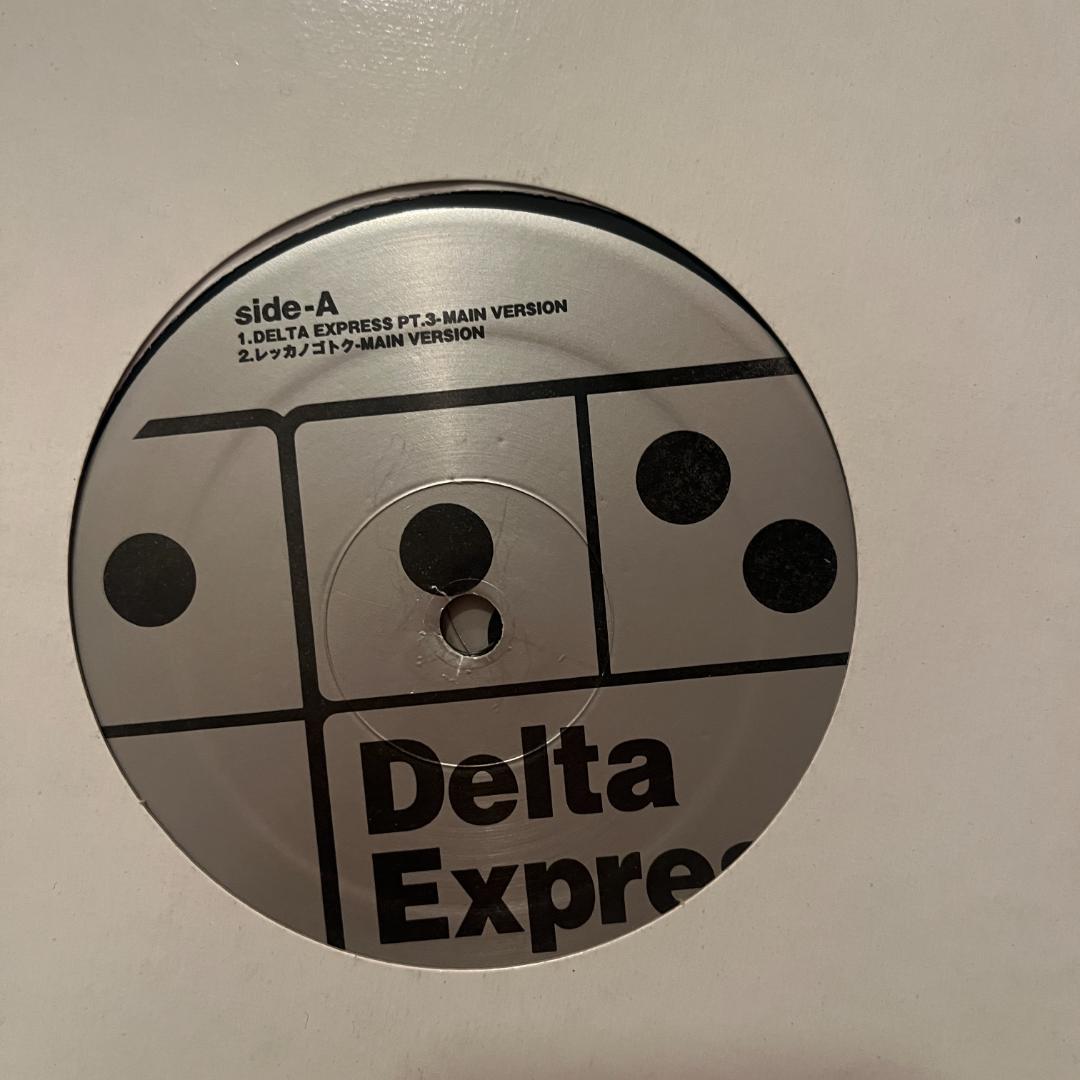 side-A
1.DELTA EXPRESS PT.3-MAIN VERSION
2.レッカノゴトク-MAIN VERSION
Delta
Expres